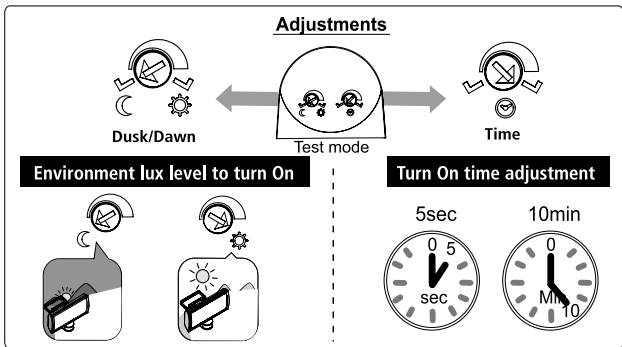 Adjustments
Dusk/Dawn
Test mode
Time
Environment lux level to turn On
Turn On time adjustment
5sec
10min
0
5
sec
0
Min
10